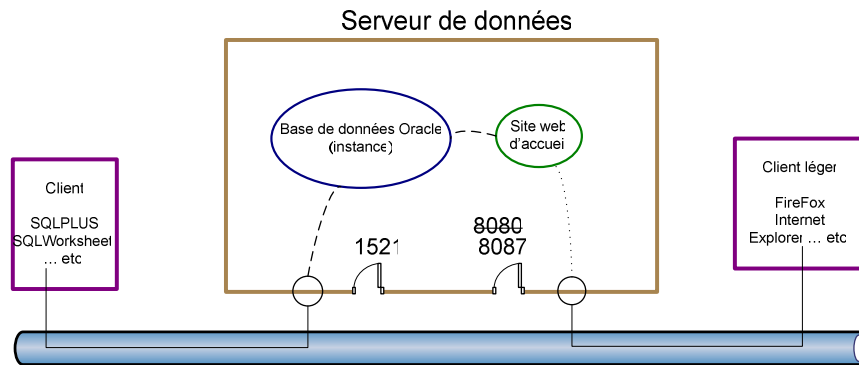 Serveur de données
Base de données Oracle
(instance)
Site web
d'accuei
Client
SQLPLUS
SQLWorksheet
... etc
1521
8080
8087
Client léger
FireFox
Internet
Explorer ... etc